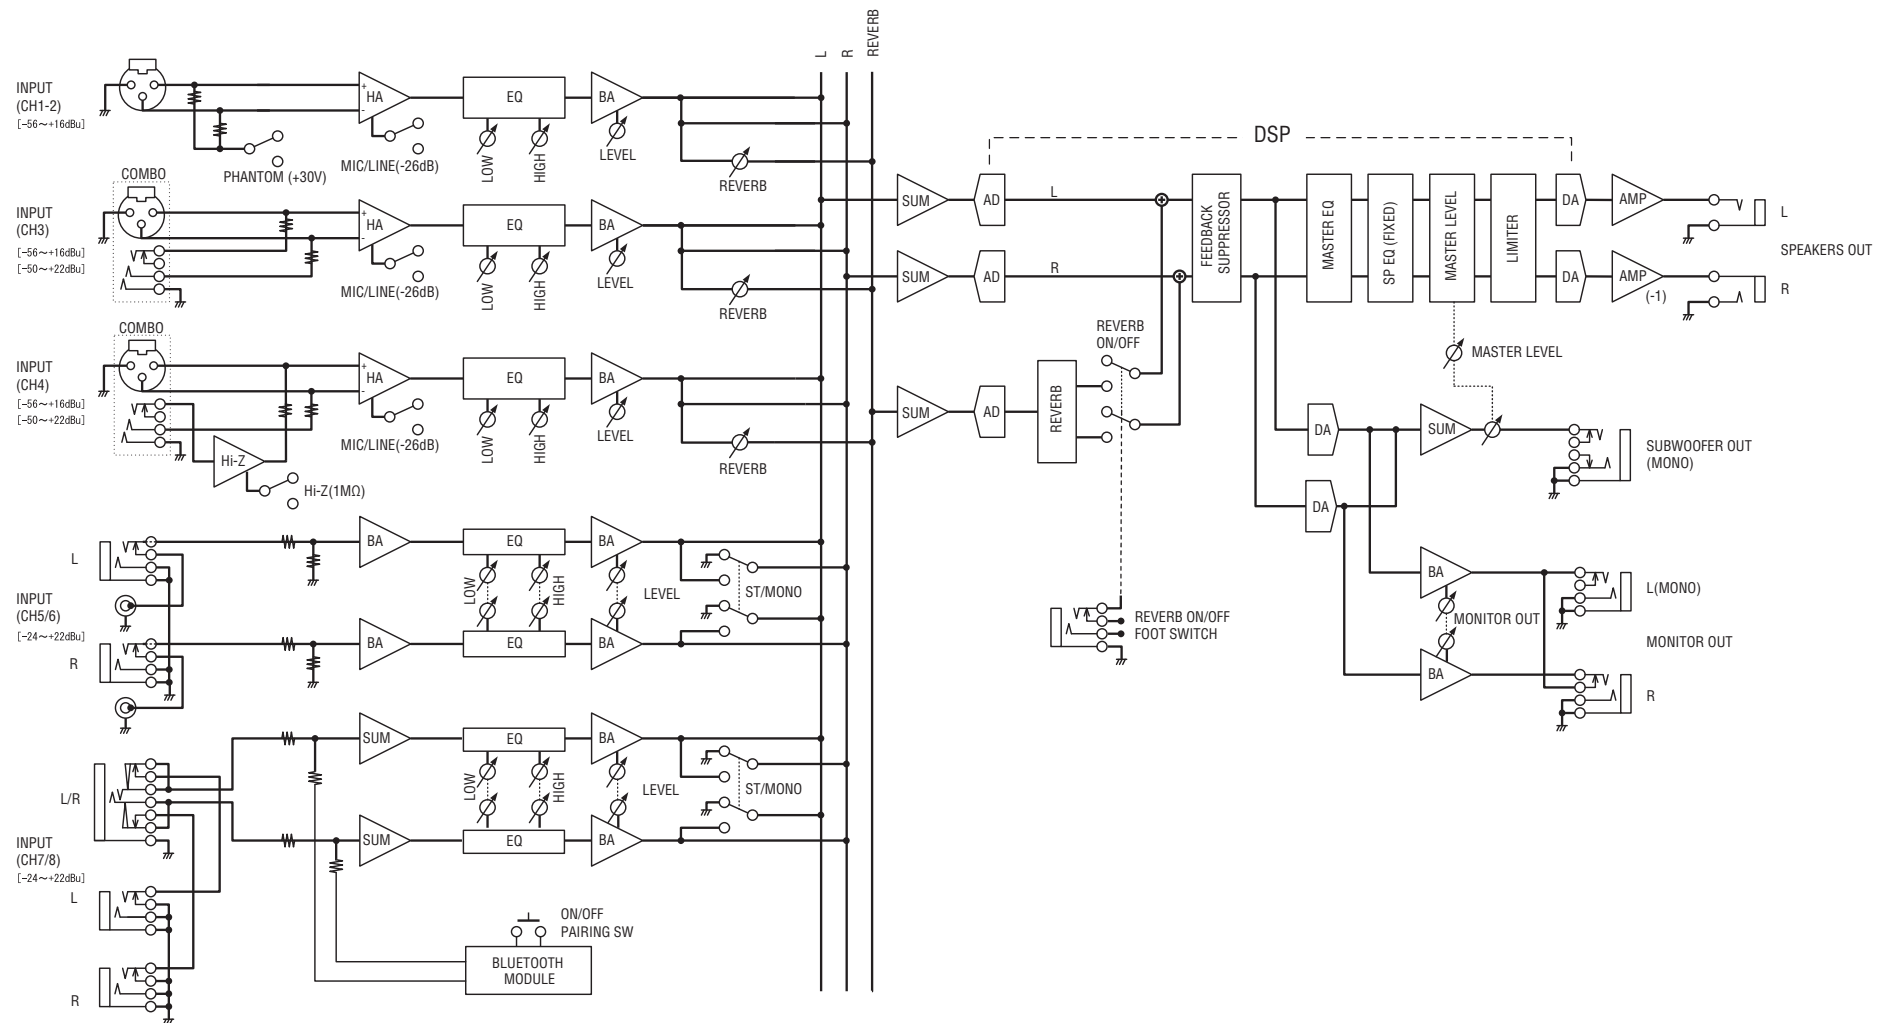 L
R
REVERB
INPUT
(CH1-2)
[-56～+16dBu]
+
-
HA
EQ
BA
LOW
HIGH
LEVEL
MIC/LINE(-26dB)
PHANTOM (+30V)
REVERB
COMBO
INPUT
(CH3)
[-56～+16dBu]
[-50～+22dBu]
+
-
HA
EQ
BA
LOW
HIGH
LEVEL
MIC/LINE(-26dB)
REVERB
COMBO
INPUT
(CH4)
[-56～+16dBu]
[-50～+22dBu]
+
-
HA
EQ
BA
LOW
HIGH
LEVEL
MIC/LINE(-26dB)
REVERB
Hi-Z
Hi-Z(1MΩ)
L
INPUT
(CH5/6)
[-24～+22dBu]
R
BA
EQ
BA
LOW
HIGH
LEVEL
ST/MONO
BA
EQ
BA
L/R
INPUT
(CH7/8)
[-24～+22dBu]
L
R
SUM
EQ
BA
LOW
HIGH
LEVEL
ST/MONO
SUM
EQ
BA
ON/OFF
PAIRING SW
BLUETOOTH
MODULE
DSP
SUM
AD
L
SUM
AD
R
FEEDBACK
SUPPRESSOR
MASTER EQ
SP EQ (FIXED)
MASTER LEVEL
LIMITER
DA
AMP
L
SPEAKERS OUT
DA
AMP
(-1)
R
MASTER LEVEL
SUM
AD
REVERB
REVERB
ON/OFF
REVERB ON/OFF
FOOT SWITCH
DA
SUM
SUBWOOFER OUT
(MONO)
DA
BA
L(MONO)
MONITOR OUT
MONITOR OUT
BA
R